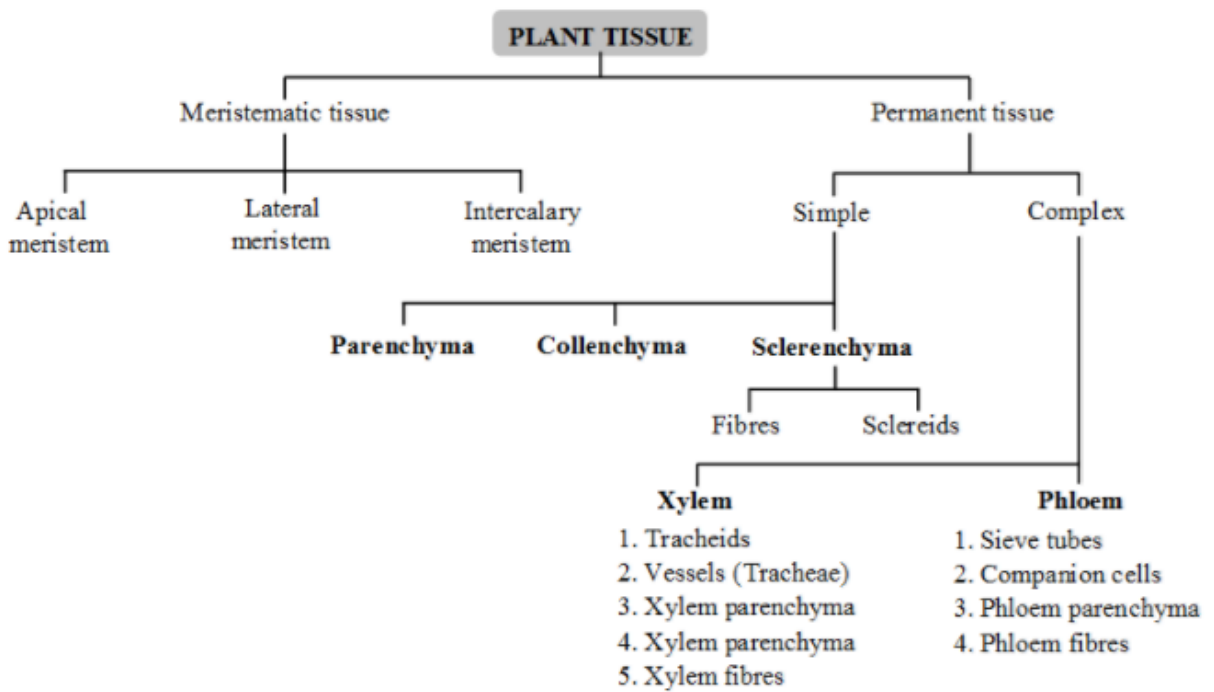 PLANT TISSUE
Meristematic tissue
Permanent tissue
Apical
meristem
Lateral
meristem
Intercalary
meristem
Simple
Complex
Parenchyma
Collenchyma
Sclerenchyma
Fibres
Sclereids
Xylem
1. Tracheids
2. Vessels (Tracheae)
3. Xylem parenchyma
4. Xylem parenchyma
5. Xylem fibres
Phloem
1. Sieve tubes
2. Companion cells
3. Phloem parenchyma
4. Phloem fibres